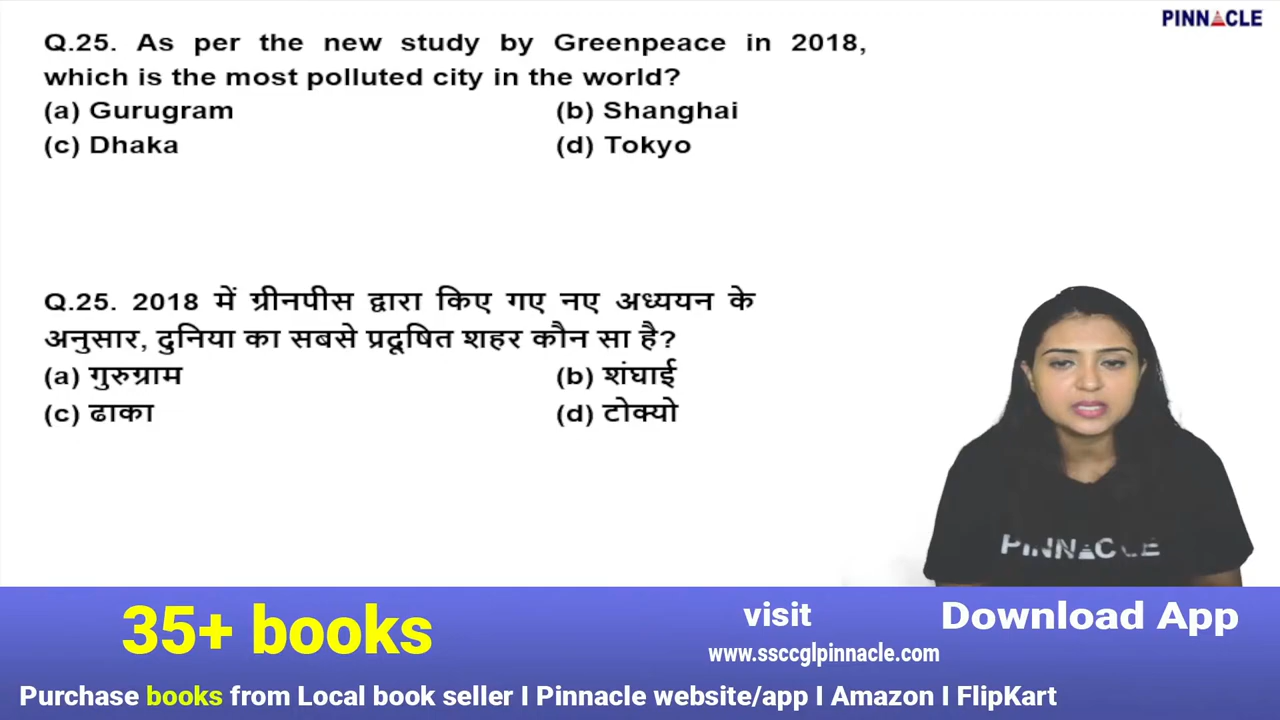 PINNACLE
Q.25. As per the new study by Greenpeace in 2018,
which is the most polluted city in the world?
(a) Gurugram (b) Shanghai
(c) Dhaka (d) Tokyo
Q.25. 2018 में ग्रीनपीस द्वारा किए गए नए अध्ययन के
अनुसार, दुनिया का सबसे प्रदूषित शहर कौन सा है?
(a) गुरुग्राम (b) शंघाई
(c) ढाका (d) टोक्यो
PINNACLE
35+ books
visit
www.ssccglpinnacle.com
Download App
Purchase books from Local book seller I Pinnacle website/app I Amazon I FlipKart